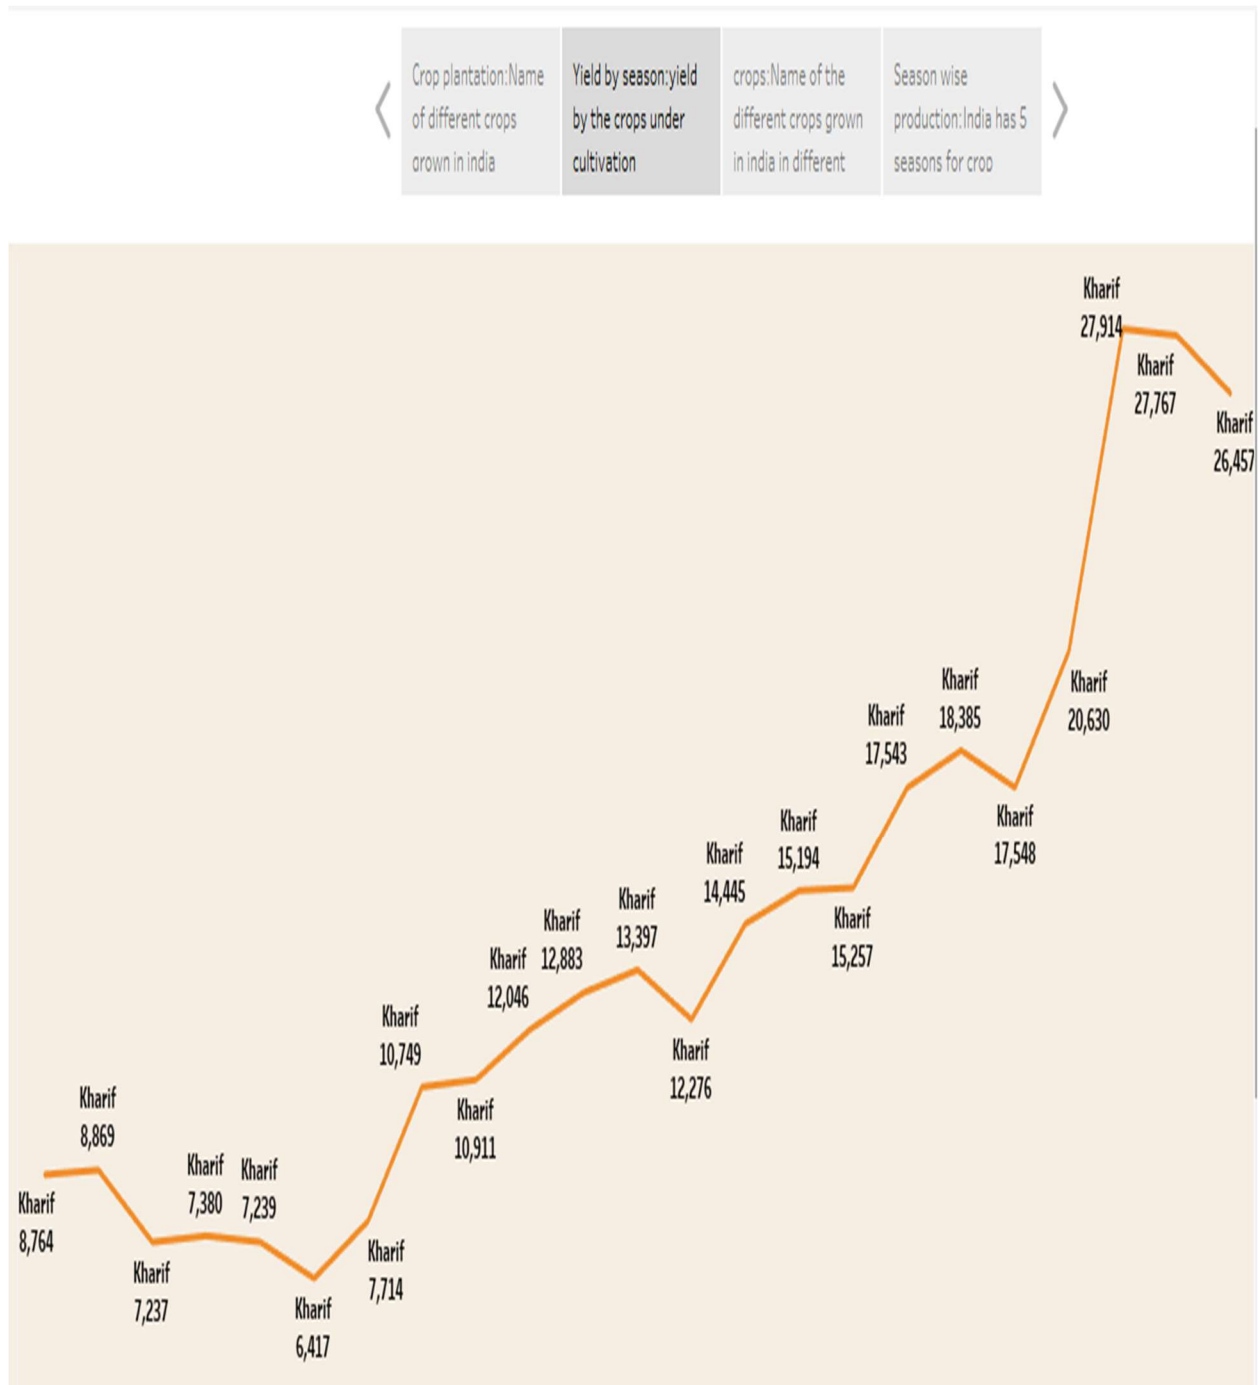 Crop plantation:Name
of different crops
grown in india
Yield by season:yield
by the crops under
cultivation
crops:Name of the
different crops grown
in india in different
Season wise
production:India has 5
seasons for crop
Kharif
8,764
Kharif
8,869
Kharif
7,237
Kharif
7,380
Kharif
7,239
Kharif
6,417
Kharif
7,714
Kharif
10,749
Kharif
10,911
Kharif
12,046
Kharif
12,883
Kharif
13,397
Kharif
12,276
Kharif
14,445
Kharif
15,194
Kharif
15,257
Kharif
17,543
Kharif
18,385
Kharif
17,548
Kharif
20,630
Kharif
27,914
Kharif
27,767
Kharif
26,457